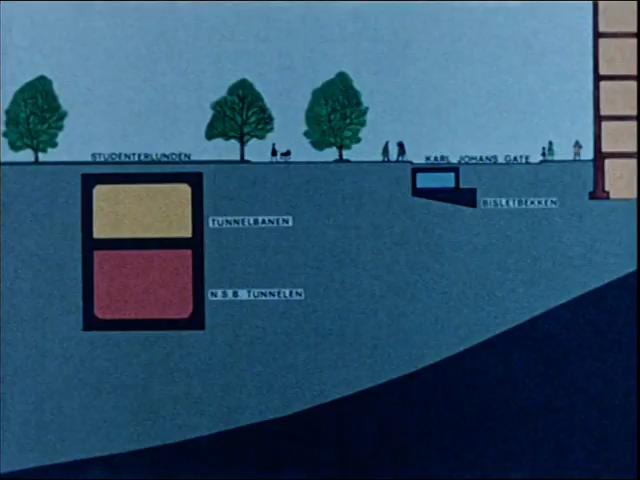 STUDENTERLUNDEN
KARL JOHANS GATE
BISLETBEKKEN
TUNNELBANEN
N.S.B. TUNNELEN